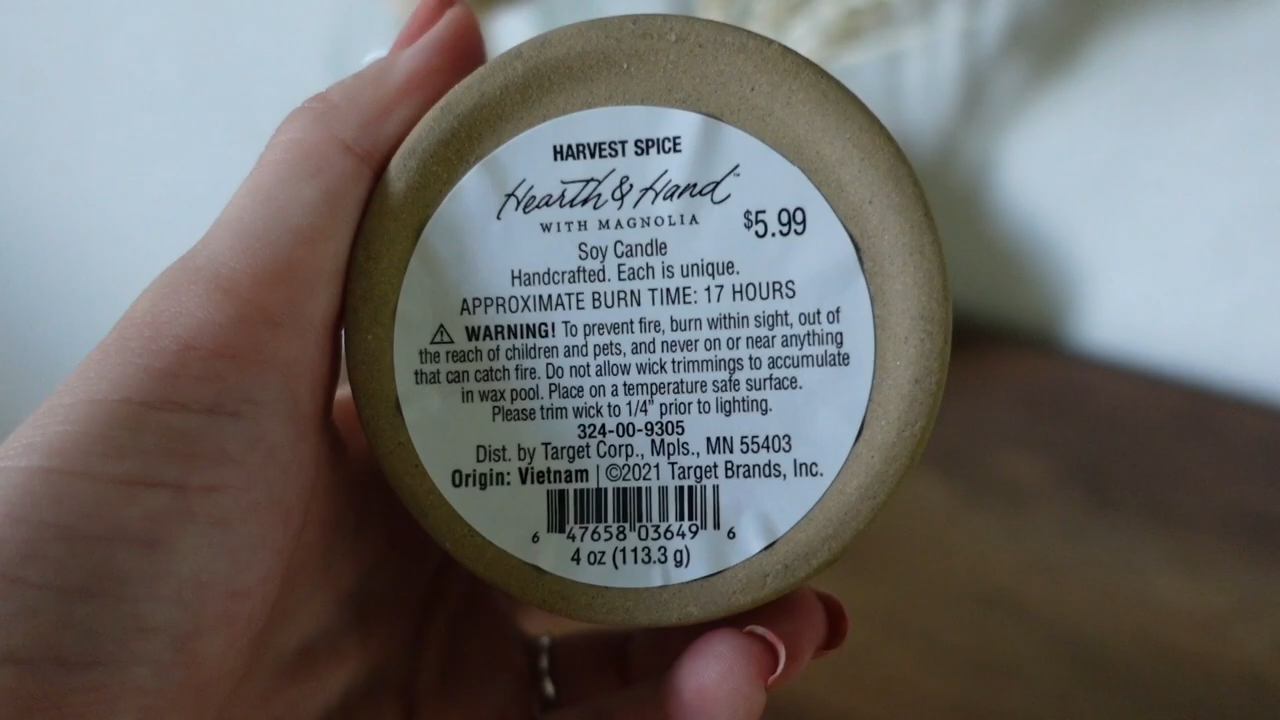 HARVEST SPICE
Hearth & Hand™
WITH MAGNOLIA
$5.99
Soy Candle
Handcrafted. Each is unique.
APPROXIMATE BURN TIME: 17 HOURS
⚠ WARNING! To prevent fire, burn within sight, out of
the reach of children and pets, and never on or near anything
that can catch fire. Do not allow wick trimmings to accumulate
in wax pool. Place on a temperature safe surface.
Please trim wick to 1/4" prior to lighting.
324-00-9305
Dist. by Target Corp., Mpls., MN 55403
Origin: Vietnam | ©2021 Target Brands, Inc.
6 47658 03649 6
4 oz (113.3 g)